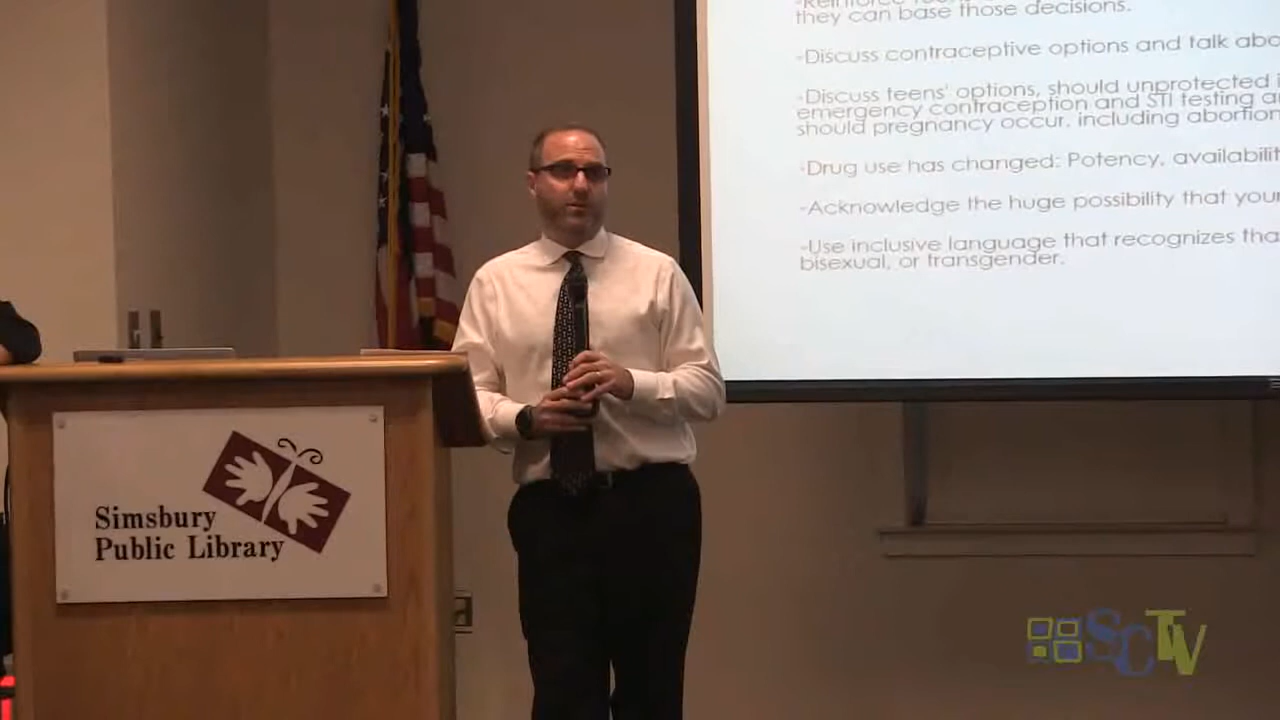 they can base those decisions.
-Discuss contraceptive options and talk abo
-Discuss teens' options, should unprotected i
emergency contraception and STI testing a
should pregnancy occur, including abortion
-Drug use has changed: Potency, availabilit
-Acknowledge the huge possibility that your
-Use inclusive language that recognizes tha
bisexual, or transgender.
Simsbury
Public Library
SCTV